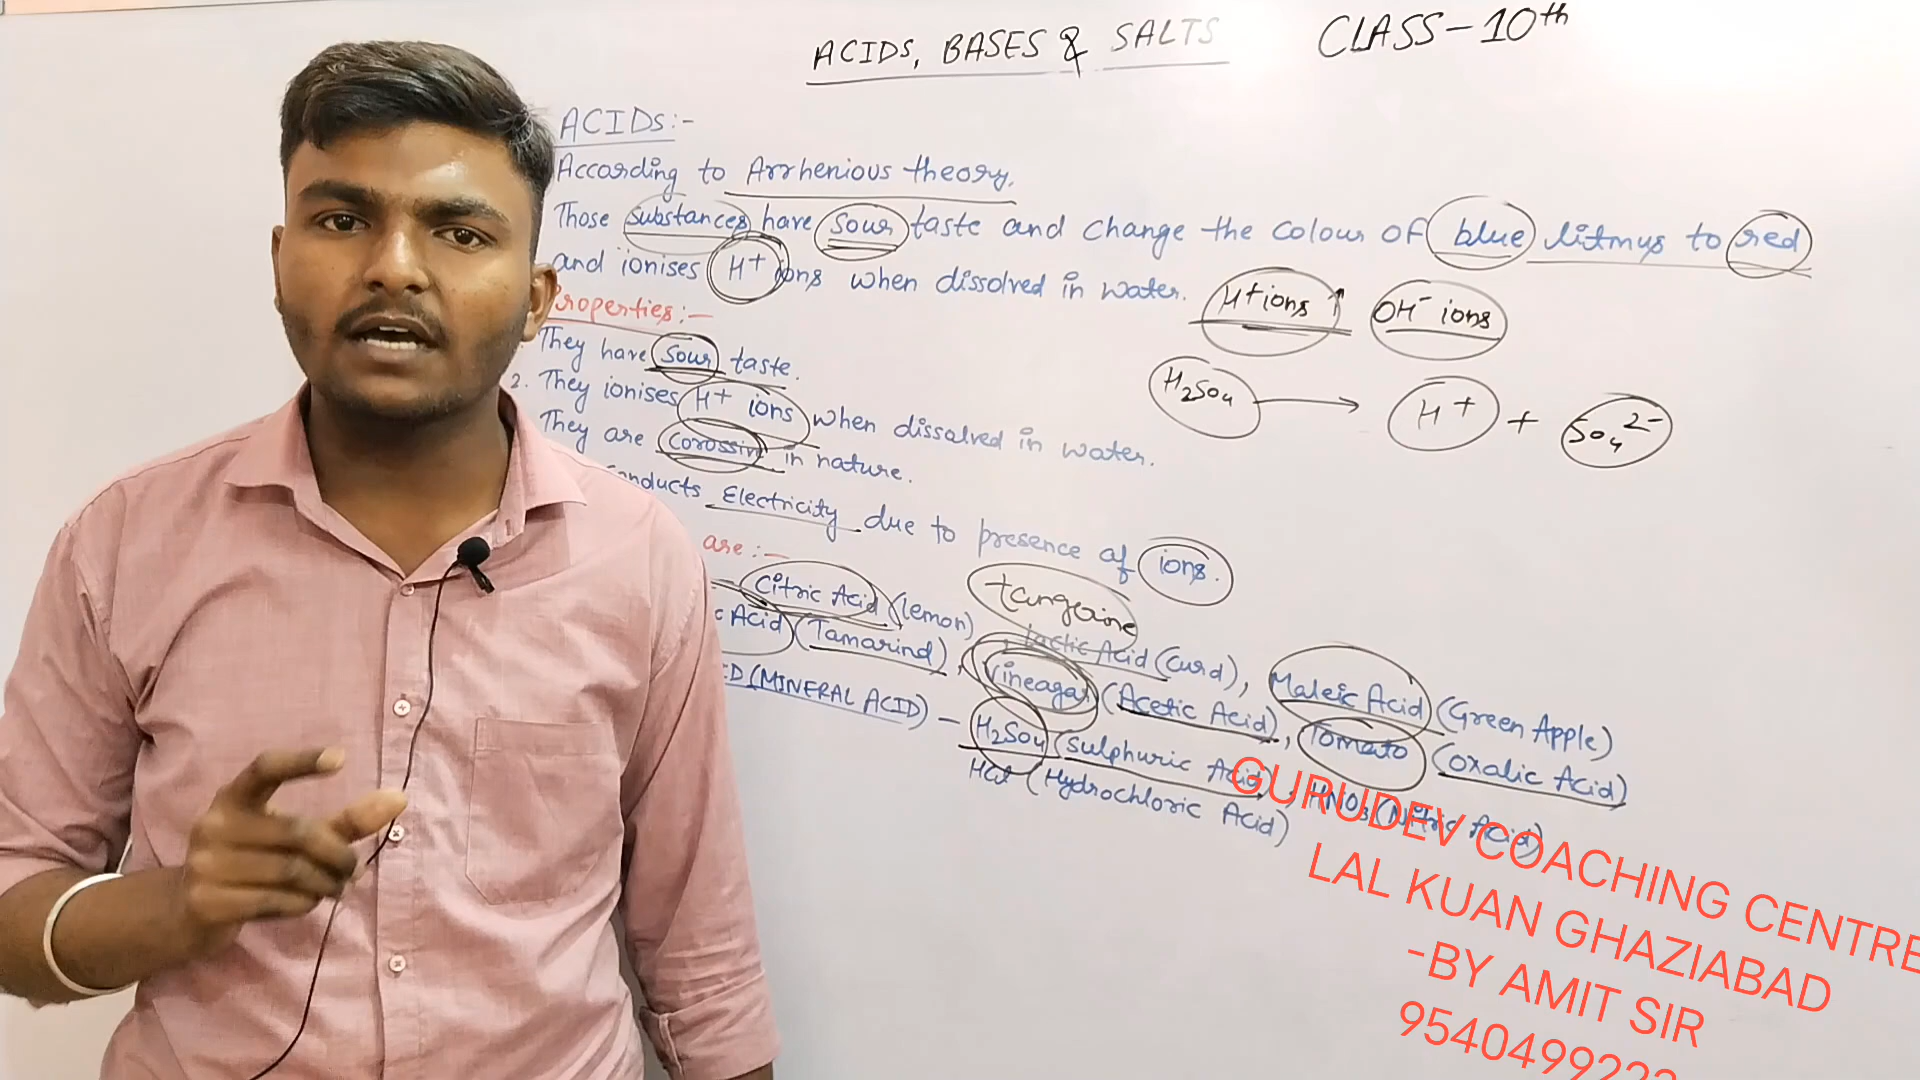 ACIDS, BASES & SALTS CLASS-10th
ACIDs:-
According to Arrhenious theory,
Those substances have sour taste and change the colour of blue litmus to red
and ionises H+ ions when dissolved in water. H+ ions ↑ OH- ions
Properties:-
They have sour taste.
H2SO4 → H+ + SO4 2-
2. They ionises H+ ions when dissolved in water.
They are in nature.
Electricity due to presence of ions.
are:-
Citric Acid (lemon)
tangerine
Lactic Acid (curd), Maleic Acid (Green Apple)
c Acid (Tamarind), Vineagar (Acetic Acid), Tomato (oxalic Acid)
ED (MINERAL ACID) - H2SO4 (Sulphuric Acid), HNO3 (Nitric Acid)
(Hydrochloric Acid)
GURUDEV COACHING CENTRE
LAL KUAN GHAZIABAD
-BY AMIT SIR